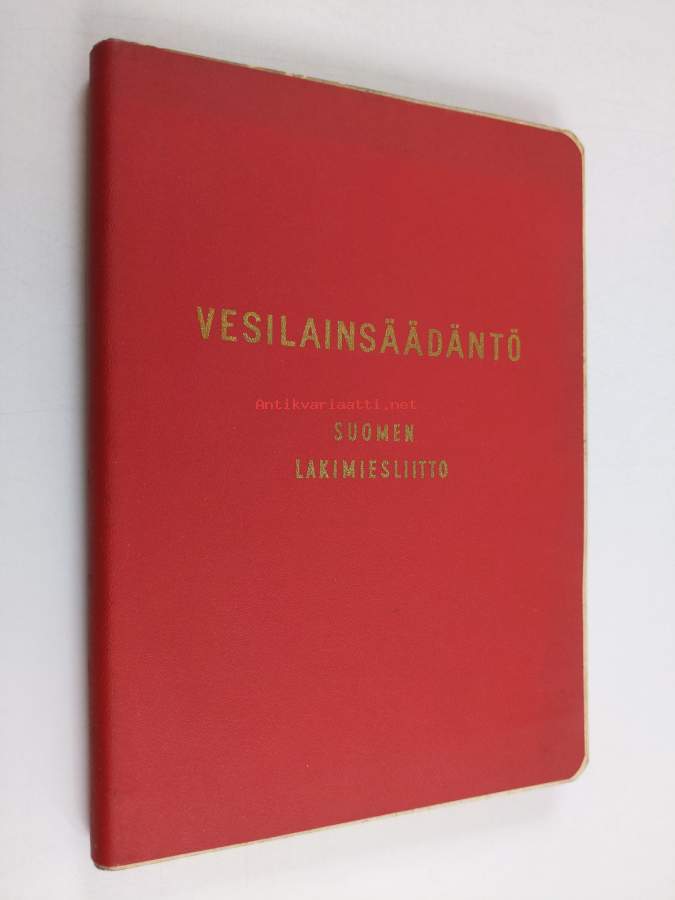 VESILAINSÄÄDÄNTÖ
Antikvariaatti.net
SUOMEN
LAKIMIESLIITTO